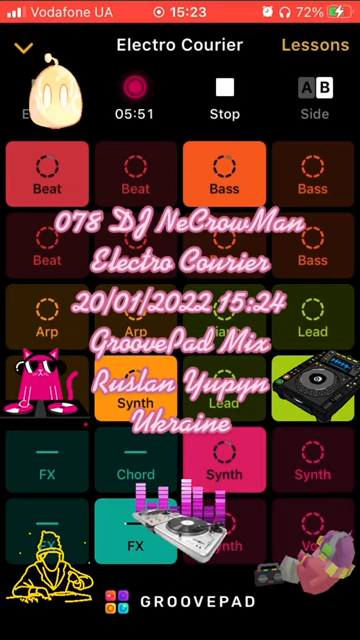 Vodafone UA 15:23 72%
Electro Courier Lessons
05:51 Stop A B Side
Beat Beat Bass Bass
078 DJ NeCrowMan
Beat Bass
Electro Courier
20/01/2022 15:24
Arp Arp Lead
GroovePad Mix
Ruslan Yupyn
Synth Lead
Ukraine
FX Chord Synth Synth
FX Synth
GROOVEPAD